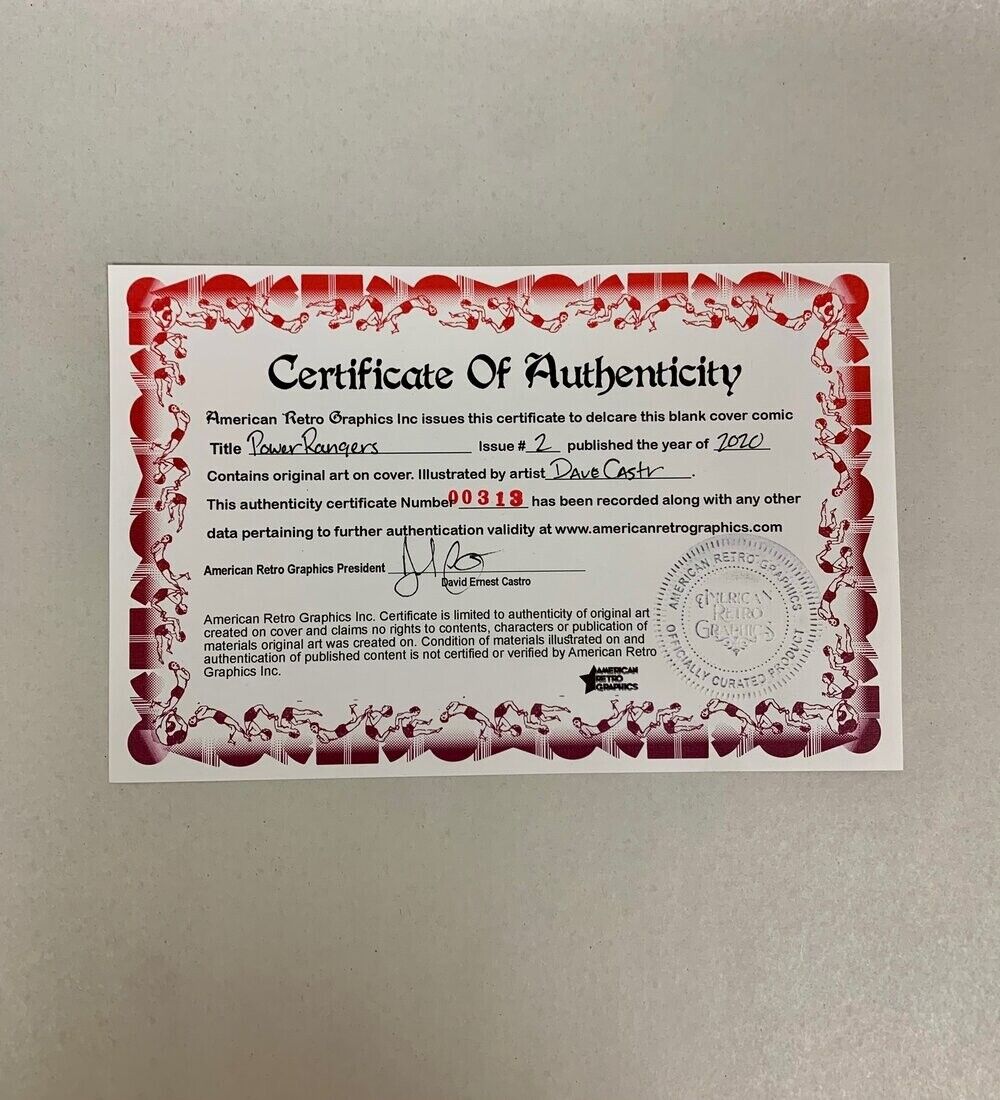 Certificate Of Authenticity
American Retro Graphics Inc issues this certificate to delcare this blank cover comic
Title Power Rangers Issue # 2 published the year of 2020
Contains original art on cover. Illustrated by artist Dave Castr.
This authenticity certificate Number 00313 has been recorded along with any other
data pertaining to further authentication validity at www.americanretrographics.com
American Retro Graphics President
David Ernest Castro
American Retro Graphics Inc. Certificate is limited to authenticity of original art
created on cover and claims no rights to contents, characters or publication of
materials original art was created on. Condition of materials illustrated on and
authentication of published content is not certified or verified by American Retro
Graphics Inc.
AMERICAN
RETRO
GRAPHICS
AMERICAN RETRO GRAPHICS
OFFICIALLY CURATED PRODUCT
AMERICAN
RETRO
GRAPHICS